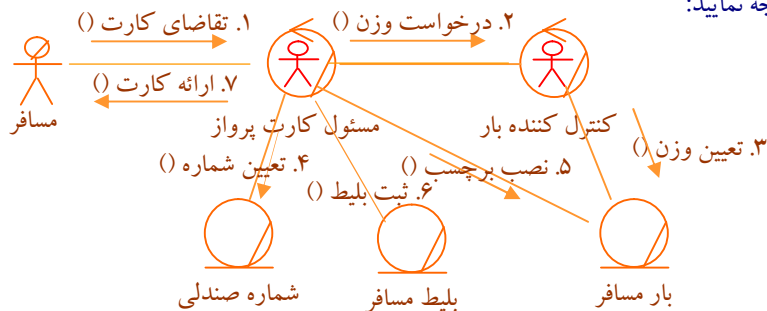 جه نمایید:
۱. تقاضای کارت ()
۲. درخواست وزن ()
۷. ارائه کارت ()
مسافر
مسئول کارت پرواز
کنترل کننده بار
۳. تعیین وزن ()
۴. تعیین شماره ()
۵. نصب برچسب ()
۶. ثبت بلیط ()
شماره صندلی
بلیط مسافر
بار مسافر